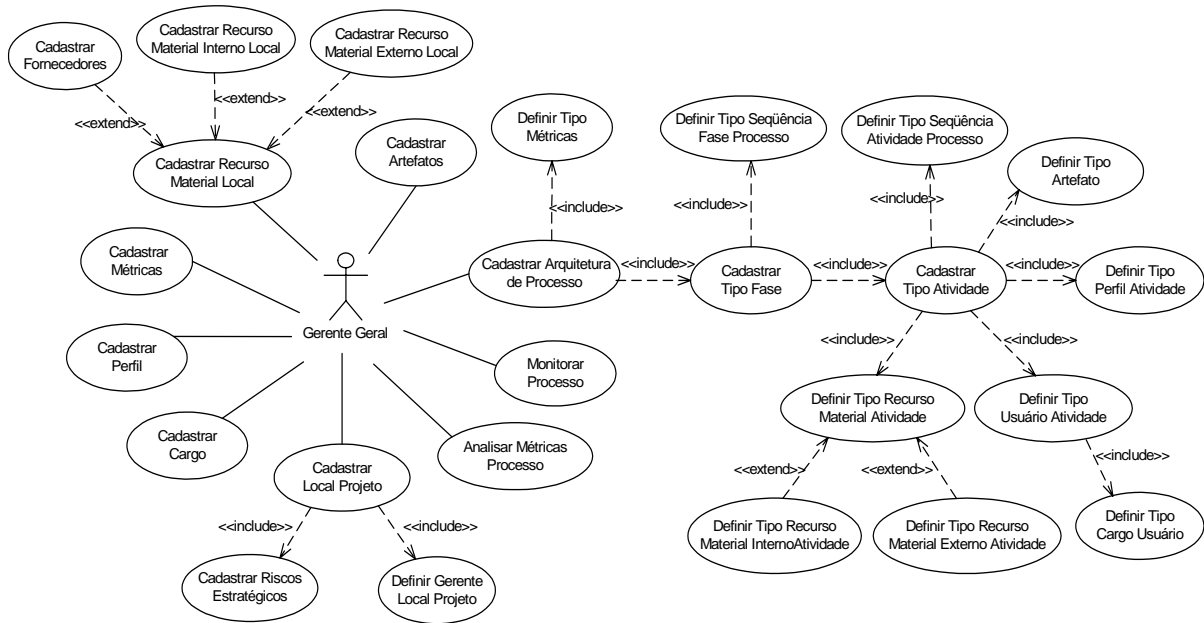 Cadastrar
Fornecedores
Cadastrar Recurso
Material Interno Local
Cadastrar Recurso
Material Externo Local
<<extend>>
<<extend>>
<<extend>>
Cadastrar Recurso
Material Local
Cadastrar
Artefatos
Definir Tipo
Métricas
Definir Tipo Seqüência
Fase Processo
Definir Tipo Seqüência
Atividade Processo
Definir Tipo
Artefato
<<include>>
<<include>>
<<include>>
<<include>>
Cadastrar
Métricas
Cadastrar Arquitetura
de Processo
<<include>>
Cadastrar
Tipo Fase
<<include>>
Cadastrar
Tipo Atividade
<<include>>
Definir Tipo
Perfil Atividade
Gerente Geral
Cadastrar
Perfil
Monitorar
Processo
<<include>>
<<include>>
Cadastrar
Cargo
Analisar Métricas
Processo
Definir Tipo Recurso
Material Atividade
Definir Tipo
Usuário Atividade
Cadastrar
Local Projeto
<<extend>>
<<extend>>
<<include>>
<<include>>
<<include>>
Definir Tipo Recurso
Material InternoAtividade
Definir Tipo Recurso
Material Externo Atividade
Definir Tipo
Cargo Usuário
Cadastrar Riscos
Estratégicos
Definir Gerente
Local Projeto